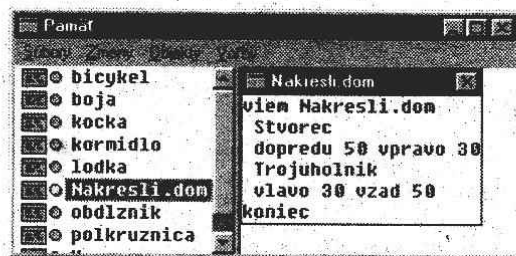 Pamäť
bicykel
boja
kocka
kormidlo
lodka
Nakresli.dom
obdlznik
polkruznica
Nakresli.dom
viem Nakresli.dom
Stvorec
dopredu 50 vpravo 30
Trojuholnik
vlavo 30 vzad 50
koniec